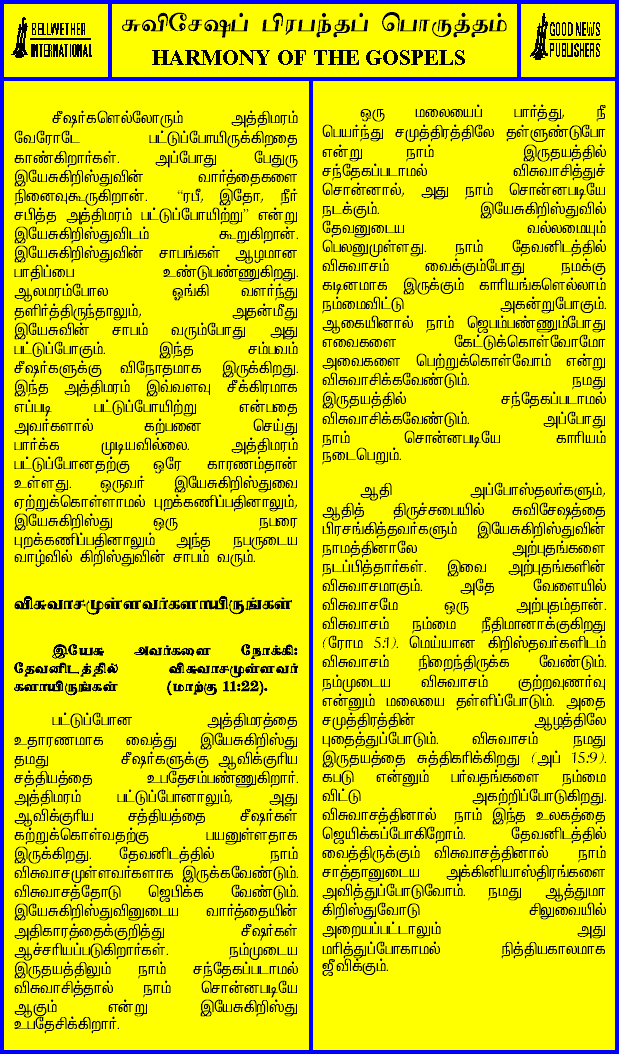 BELLWETHER
INTERNATIONAL
சுவிசேஷப் பிரபந்தப் பொருத்தம்
HARMONY OF THE GOSPELS
GOOD NEWS
PUBLISHERS
சீஷர்களெல்லோரும் அத்திமரம்
வேரோடே பட்டுப்போயிருக்கிறதை
காண்கிறார்கள். அப்போது பேதுரு
இயேசுகிறிஸ்துவின் வார்த்தைகளை
நினைவுகூருகிறான். “ரபீ, இதோ, நீர்
சபித்த அத்திமரம் பட்டுப்போயிற்று” என்று
இயேசுகிறிஸ்துவிடம் கூறுகிறான்.
இயேசுகிறிஸ்துவின் சாபங்கள் ஆழமான
பாதிப்பை உண்டுபண்ணுகிறது.
ஆலமரம்போல ஓங்கி வளர்ந்து
தளிர்த்திருந்தாலும், அதன்மீது
இயேசுவின் சாபம் வரும்போது அது
பட்டுப்போகும். இந்த சம்பவம்
சீஷர்களுக்கு விநோதமாக இருக்கிறது.
இந்த அத்திமரம் இவ்வளவு சீக்கிரமாக
எப்படி பட்டுப்போயிற்று என்பதை
அவர்களால் கற்பனை செய்து
பார்க்க முடியவில்லை. அத்திமரம்
பட்டுப்போனதற்கு ஒரே காரணம்தான்
உள்ளது. ஒருவர் இயேசுகிறிஸ்துவை
ஏற்றுக்கொள்ளாமல் புறக்கணிப்பதினாலும்,
இயேசுகிறிஸ்து ஒரு நபரை
புறக்கணிப்பதினாலும் அந்த நபருடைய
வாழ்வில் கிறிஸ்துவின் சாபம் வரும்.
விசுவாசமுள்ளவர்களாயிருங்கள்
இயேசு அவர்களை நோக்கி:
தேவனிடத்தில் விசுவாசமுள்ளவர்
களாயிருங்கள் (மாற்கு 11:22).
பட்டுப்போன அத்திமரத்தை
உதாரணமாக வைத்து இயேசுகிறிஸ்து
தமது சீஷர்களுக்கு ஆவிக்குரிய
சத்தியத்தை உபதேசம்பண்ணுகிறார்.
அத்திமரம் பட்டுப்போனாலும், அது
ஆவிக்குரிய சத்தியத்தை சீஷர்கள்
கற்றுக்கொள்வதற்கு பயனுள்ளதாக
இருக்கிறது. தேவனிடத்தில் நாம்
விசுவாசமுள்ளவர்களாக இருக்கவேண்டும்.
விசுவாசத்தோடு ஜெபிக்க வேண்டும்.
இயேசுகிறிஸ்துவினுடைய வார்த்தையின்
அதிகாரத்தைக்குறித்து சீஷர்கள்
ஆச்சரியப்படுகிறார்கள். நம்முடைய
இருதயத்திலும் நாம் சந்தேகப்படாமல்
விசுவாசித்தால் நாம் சொன்னபடியே
ஆகும் என்று இயேசுகிறிஸ்து
உபதேசிக்கிறார்.
ஒரு மலையைப் பார்த்து, நீ
பெயர்ந்து சமுத்திரத்திலே தள்ளுண்டுபோ
என்று நாம் இருதயத்தில்
சந்தேகப்படாமல் விசுவாசித்துச்
சொன்னால், அது நாம் சொன்னபடியே
நடக்கும். இயேசுகிறிஸ்துவில்
தேவனுடைய வல்லமையும்
பெலனுமுள்ளது. நாம் தேவனிடத்தில்
விசுவாசம் வைக்கும்போது நமக்கு
கடினமாக இருக்கும் காரியங்களெல்லாம்
நம்மைவிட்டு அகன்றுபோகும்.
ஆகையினால் நாம் ஜெபம்பண்ணும்போது
எவைகளை கேட்டுக்கொள்வோமோ
அவைகளை பெற்றுக்கொள்வோம் என்று
விசுவாசிக்கவேண்டும். நமது
இருதயத்தில் சந்தேகப்படாமல்
விசுவாசிக்கவேண்டும். அப்போது
நாம் சொன்னபடியே காரியம்
நடைபெறும்.
ஆதி அப்போஸ்தலர்களும்,
ஆதித் திருச்சபையில் சுவிசேஷத்தை
பிரசங்கித்தவர்களும் இயேசுகிறிஸ்துவின்
நாமத்தினாலே அற்புதங்களை
நடப்பித்தார்கள். இவை அற்புதங்களின்
விசுவாசமாகும். அதே வேளையில்
விசுவாசமே ஒரு அற்புதம்தான்.
விசுவாசம் நம்மை நீதிமானாக்குகிறது
(ரோம 5:1). மெய்யான கிறிஸ்தவர்களிடம்
விசுவாசம் நிறைந்திருக்க வேண்டும்.
நம்முடைய விசுவாசம் குற்றவுணர்வு
என்னும் மலையை தள்ளிப்போடும். அதை
சமுத்திரத்தின் ஆழத்திலே
புதைத்துப்போடும். விசுவாசம் நமது
இருதயத்தை சுத்திகரிக்கிறது (அப் 15:9).
கபடு என்னும் பர்வதங்களை நம்மை
விட்டு அகற்றிப்போடுகிறது.
விசுவாசத்தினால் நாம் இந்த உலகத்தை
ஜெயிக்கப்போகிறோம். தேவனிடத்தில்
வைத்திருக்கும் விசுவாசத்தினால் நாம்
சாத்தானுடைய அக்கினியாஸ்திரங்களை
அவித்துப்போடுவோம். நமது ஆத்துமா
கிறிஸ்துவோடு சிலுவையில்
அறையப்பட்டாலும் அது
மரித்துப்போகாமல் நித்தியகாலமாக
ஜீவிக்கும்.